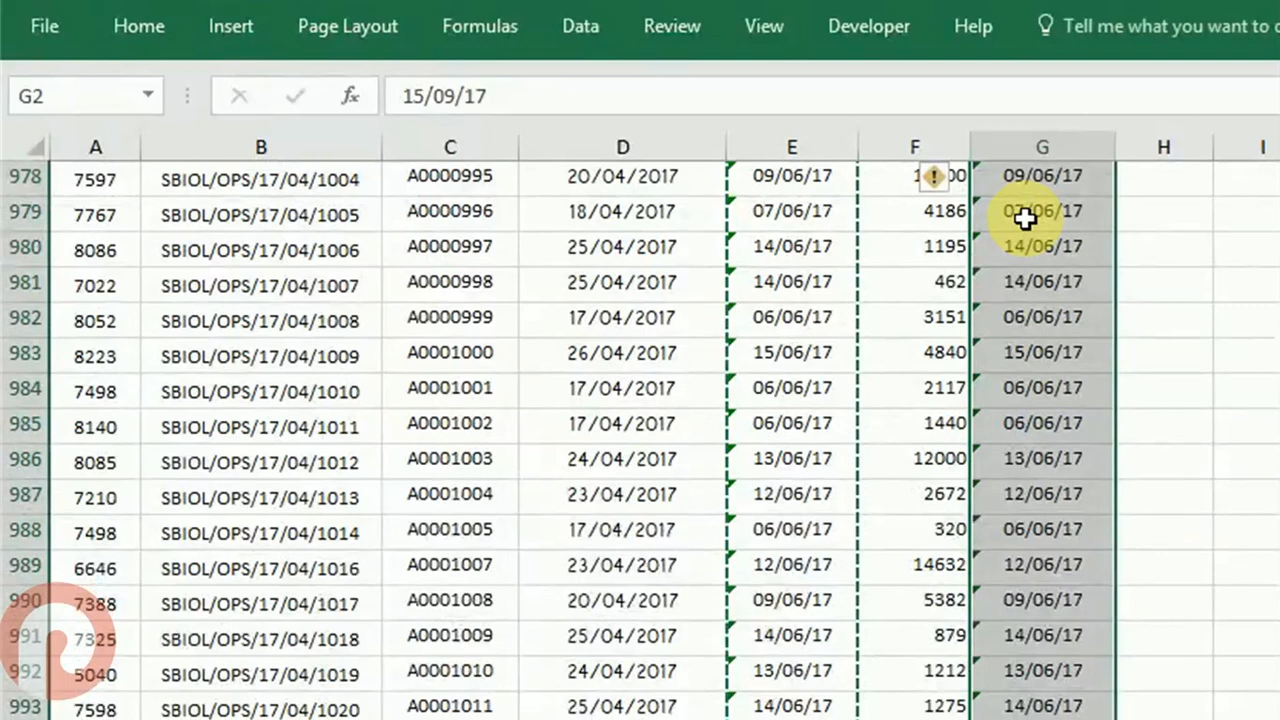 File Home Insert Page Layout Formulas Data Review View Developer Help Tell me what you want to
G2 fx 15/09/17
A B C D E F G H I
978 7597 SBIOL/OPS/17/04/1004 A0000995 20/04/2017 09/06/17 09/06/17
979 7767 SBIOL/OPS/17/04/1005 A0000996 18/04/2017 07/06/17 4186 07/06/17
980 8086 SBIOL/OPS/17/04/1006 A0000997 25/04/2017 14/06/17 1195 14/06/17
981 7022 SBIOL/OPS/17/04/1007 A0000998 25/04/2017 14/06/17 462 14/06/17
982 8052 SBIOL/OPS/17/04/1008 A0000999 17/04/2017 06/06/17 3151 06/06/17
983 8223 SBIOL/OPS/17/04/1009 A0001000 26/04/2017 15/06/17 4840 15/06/17
984 7498 SBIOL/OPS/17/04/1010 A0001001 17/04/2017 06/06/17 2117 06/06/17
985 8140 SBIOL/OPS/17/04/1011 A0001002 17/04/2017 06/06/17 1440 06/06/17
986 8085 SBIOL/OPS/17/04/1012 A0001003 24/04/2017 13/06/17 12000 13/06/17
987 7210 SBIOL/OPS/17/04/1013 A0001004 23/04/2017 12/06/17 2672 12/06/17
988 7498 SBIOL/OPS/17/04/1014 A0001005 17/04/2017 06/06/17 320 06/06/17
989 6646 SBIOL/OPS/17/04/1016 A0001007 23/04/2017 12/06/17 14632 12/06/17
990 7388 SBIOL/OPS/17/04/1017 A0001008 20/04/2017 09/06/17 5382 09/06/17
991 7325 SBIOL/OPS/17/04/1018 A0001009 25/04/2017 14/06/17 879 14/06/17
992 5040 SBIOL/OPS/17/04/1019 A0001010 24/04/2017 13/06/17 1212 13/06/17
993 7598 SBIOL/OPS/17/04/1020 A0001011 25/04/2017 14/06/17 1275 14/06/17